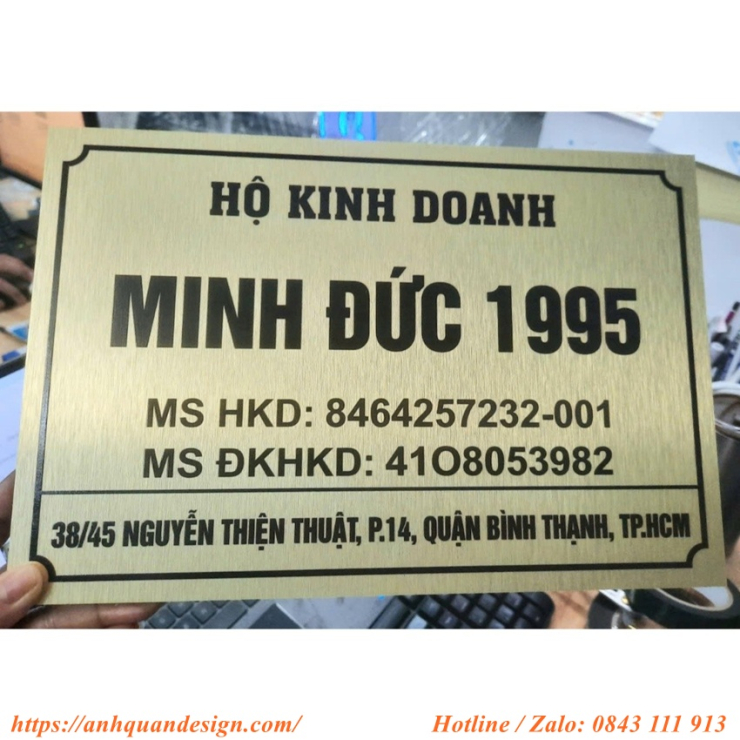 HỘ KINH DOANH
MINH ĐỨC 1995
MS HKD: 8464257232-001
MS ĐKHKD: 41O8053982
38/45 NGUYỄN THIỆN THUẬT, P.14, QUẬN BÌNH THẠNH, TP.HCM
https://anhquandesign.com/ Hotline / Zalo: 0843 111 913